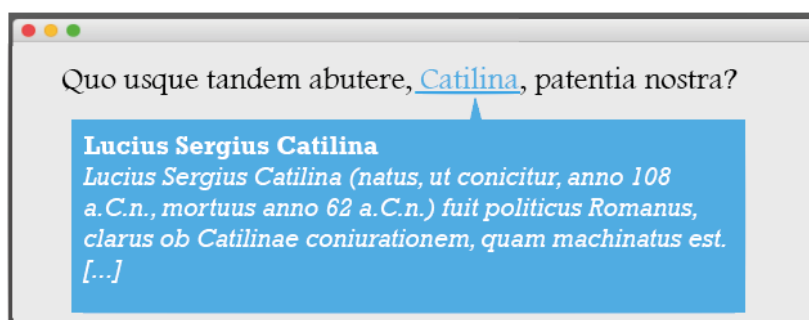 Quo usque tandem abutere, Catilina, patentia nostra?
Lucius Sergius Catilina
Lucius Sergius Catilina (natus, ut conicitur, anno 108
a.C.n., mortuus anno 62 a.C.n.) fuit politicus Romanus,
clarus ob Catilinae coniurationem, quam machinatus est.
[...]